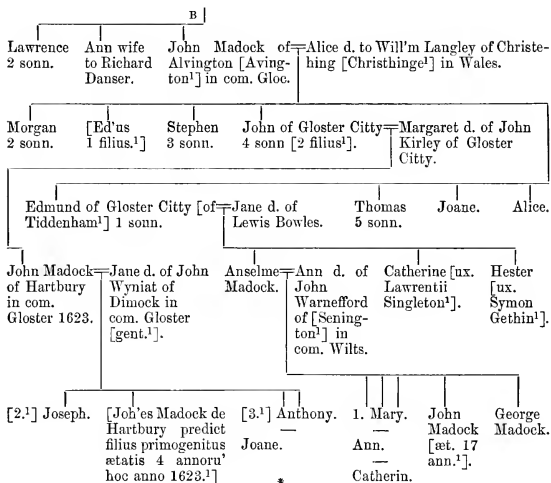 B
Lawrence 2 sonn.
Ann wife to Richard Danser.
John Madock of Alvington [Avington¹] in com. Gloc.
Alice d. to Will'm Langley of Christehing [Christhinge¹] in Wales.
Morgan 2 sonn.
[Ed'us 1 filius.¹]
Stephen 3 sonn.
John of Gloster Citty 4 sonn [2 filius¹].
Margaret d. of John Kirley of Gloster Citty.
Edmund of Gloster Citty [of Tiddenham¹] 1 sonn.
Jane d. of Lewis Bowles.
Thomas 5 sonn.
Joane.
Alice.
John Madock of Hartbury in com. Gloster 1623.
Jane d. of John Wyniat of Dimock in com. Gloster [gent.¹].
Anselme Madock.
Ann d. of John Warnefford of [Senington¹] in com. Wilts.
Catherine [ux. Lawrentii Singleton¹].
Hester [ux. Symon Gethin¹].
[2.¹] Joseph.
[Joh'es Madock de Hartbury predict filius primogenitus ætatis 4 annoru' hoc anno 1623.¹]
[3.¹] Anthony.
—
Joane.
*
1. Mary.
—
Ann.
—
Catherin.
John Madock [æt. 17 ann.¹].
George Madock.